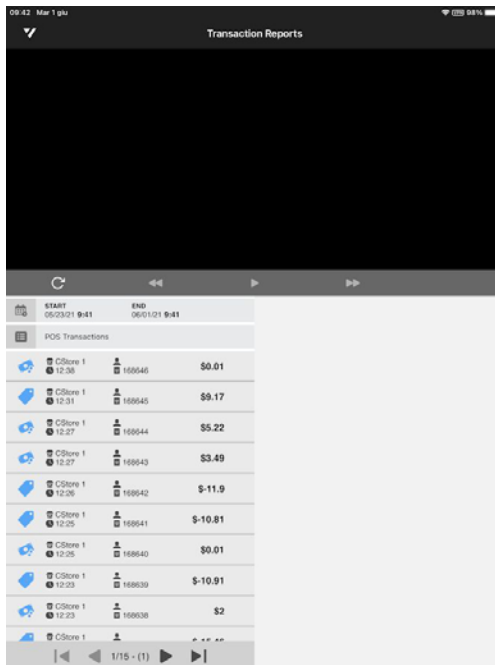 09:42 Mar 1 giu
98%
Transaction Reports
START END
05/23/21 9:41 06/01/21 9:41
POS Transactions
CStore 1
12:38 168646 $0.01
CStore 1
12:31 168645 $9.17
CStore 1
12:27 168644 $5.22
CStore 1
12:27 168643 $3.49
CStore 1
12:26 168642 $-11.9
CStore 1
12:25 168641 $-10.81
CStore 1
12:25 168640 $0.01
CStore 1
12:23 168639 $-10.91
CStore 1
12:23 168638 $2
CStore 1
1/15 - (1)